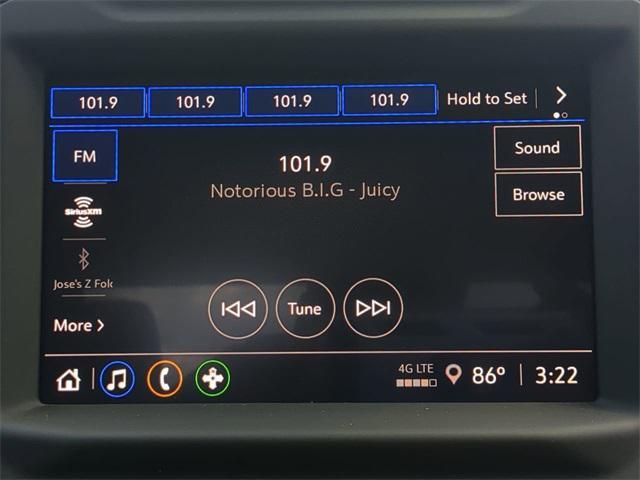 101.9 101.9 101.9 101.9 Hold to Set
FM
101.9
Notorious B.I.G - Juicy
Sound
Browse
SiriusXM
Jose's Z Fold
Tune
More
4G LTE
86° 3:22